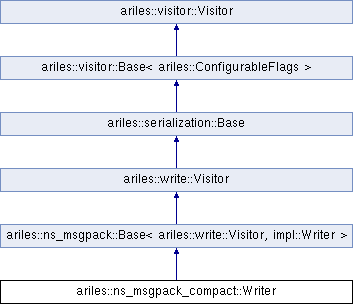 ariles::visitor::Visitor
ariles::visitor::Base< ariles::ConfigurableFlags >
ariles::serialization::Base
ariles::write::Visitor
ariles::ns_msgpack::Base< ariles::write::Visitor, impl::Writer >
ariles::ns_msgpack_compact::Writer